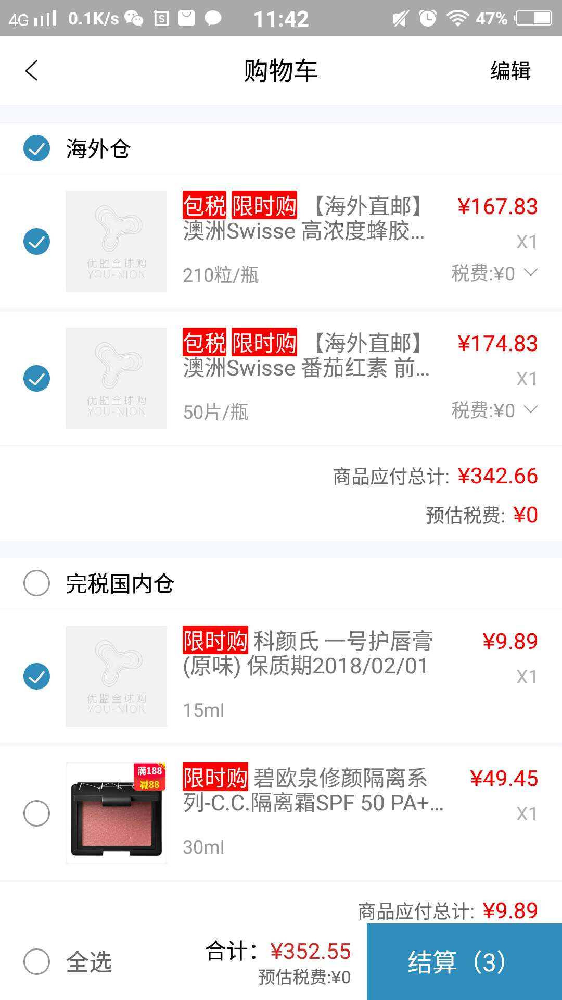 4G 0.1K/s 11:42 47%
购物车 编辑
海外仓
包税 限时购 【海外直邮】 ¥167.83
澳洲Swisse 高浓度蜂胶...
X1
210粒/瓶 税费:¥0
优盟全球购
YOU-NION
包税 限时购 【海外直邮】 ¥174.83
澳洲Swisse 番茄红素 前...
X1
50片/瓶 税费:¥0
优盟全球购
YOU-NION
商品应付总计: ¥342.66
预估税费: ¥0
完税国内仓
限时购 科颜氏 一号护唇膏 ¥9.89
(原味) 保质期2018/02/01
X1
15ml
优盟全球购
YOU-NION
满188
减88
限时购 碧欧泉修颜隔离系 ¥49.45
列-C.C.隔离霜SPF 50 PA+...
X1
30ml
商品应付总计: ¥9.89
全选 合计：¥352.55 结算（3）
预估税费:¥0